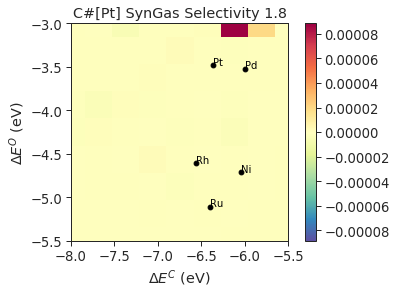 C#[Pt] SynGas Selectivity 1.8
−3.0
−3.5
−4.0
−4.5
−5.0
−5.5
ΔE^O (eV)
Pt
Pd
Rh
Ni
Ru
−8.0 −7.5 −7.0 −6.5 −6.0 −5.5
ΔE^C (eV)
0.00008
0.00006
0.00004
0.00002
0.00000
−0.00002
−0.00004
−0.00006
−0.00008